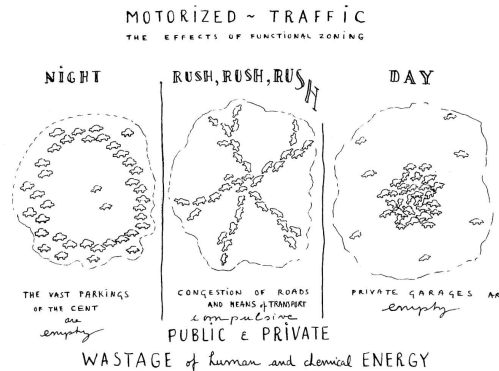 MOTORIZED ~ TRAFFIC
THE EFFECTS OF FUNCTIONAL ZONING
NIGHT
RUSH, RUSH, RUSH
DAY
THE VAST PARKINGS
OF THE CENT
are
empty
CONGESTION OF ROADS
AND MEANS of TRANSPORT
compulsive
PRIVATE GARAGES AR
empty
PUBLIC & PRIVATE
WASTAGE of human and chemical ENERGY